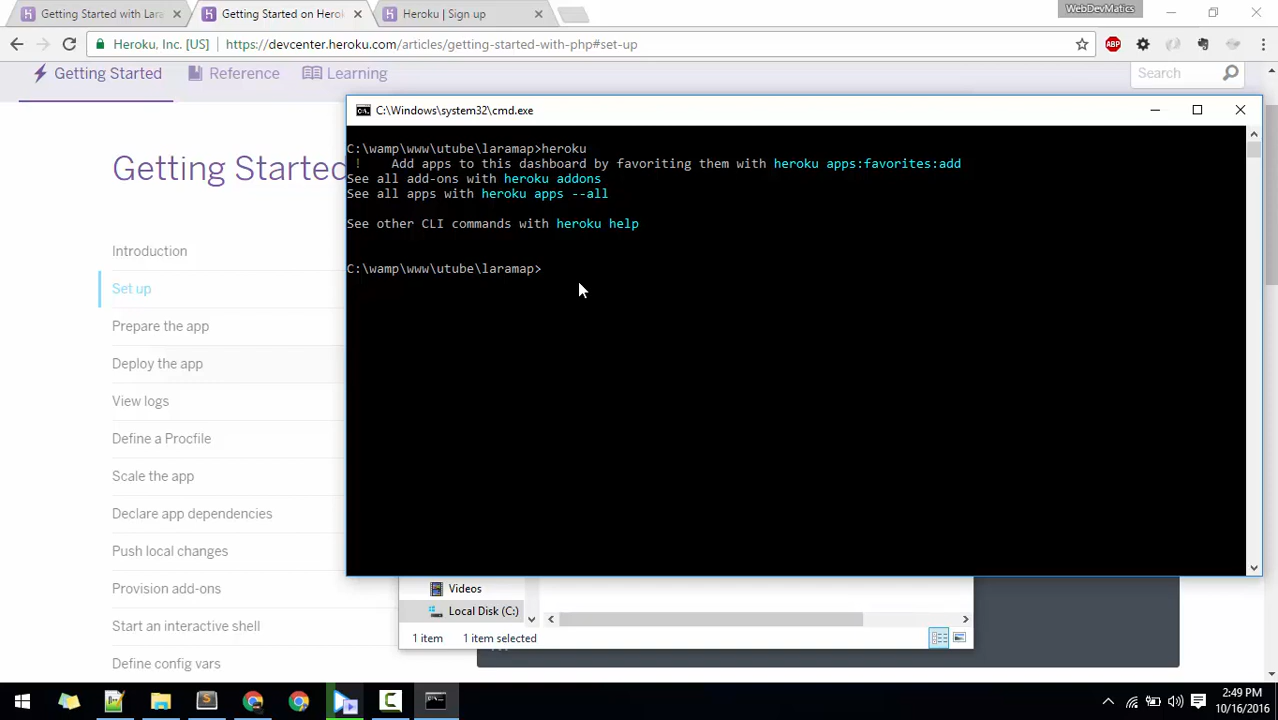 Getting Started with Lara
Getting Started on Herok
Heroku | Sign up
WebDevMatics
Heroku, Inc. [US]
https://devcenter.heroku.com/articles/getting-started-with-php#set-up
ABP
Getting Started
Reference
Learning
Search
C:\Windows\system32\cmd.exe
Getting Started
C:\wamp\www\utube\laramap>heroku
! Add apps to this dashboard by favoriting them with heroku apps:favorites:add
See all add-ons with heroku addons
See all apps with heroku apps --all
See other CLI commands with heroku help
C:\wamp\www\utube\laramap>
Introduction
Set up
Prepare the app
Deploy the app
View logs
Define a Procfile
Scale the app
Declare app dependencies
Push local changes
Provision add-ons
Start an interactive shell
Define config vars
Videos
Local Disk (C:)
1 item
1 item selected
2:49 PM
10/16/2016